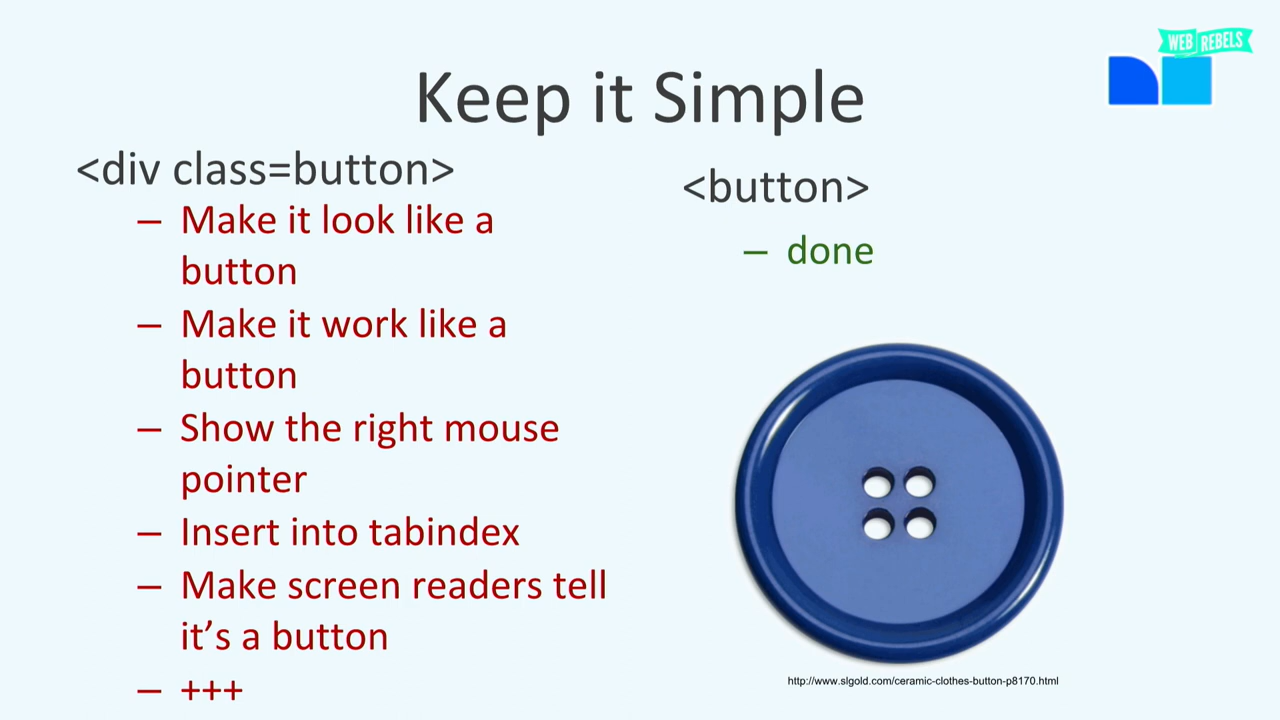 WEB REBELS
Keep it Simple
<div class=button>
– Make it look like a
button
– Make it work like a
button
– Show the right mouse
pointer
– Insert into tabindex
– Make screen readers tell
it’s a button
– +++
<button>
– done
http://www.slgold.com/ceramic-clothes-button-p8170.html